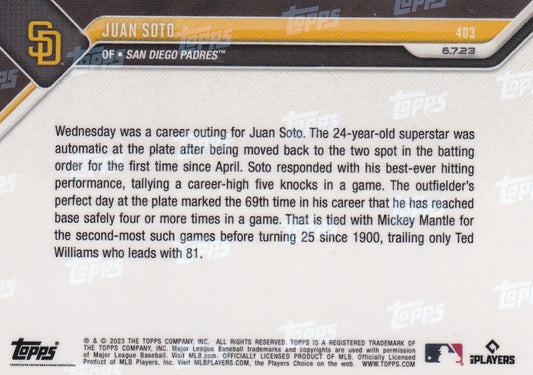 SD
JUAN SOTO
403
OF • SAN DIEGO PADRES™
6.7.23
Wednesday was a career outing for Juan Soto. The 24-year-old superstar was
automatic at the plate after being moved back to the two spot in the batting
order for the first time since April. Soto responded with his best-ever hitting
performance, tallying a career-high five knocks in a game. The outfielder's
perfect day at the plate marked the 69th time in his career that he has reached
base safely four or more times in a game. That is tied with Mickey Mantle for
the second-most such games before turning 25 since 1900, trailing only Ted
Williams who leads with 81.
Topps
® & © 2023 THE TOPPS COMPANY, INC. ALL RIGHTS RESERVED. TOPPS IS A REGISTERED TRADEMARK OF
THE TOPPS COMPANY, INC. Major League Baseball trademarks and copyrights are used with permission
of Major League Baseball. Visit MLB.com. OFFICIALLY LICENSED PRODUCT OF MLB. Officially Licensed
Product of MLB Players, Inc. Visit MLBPLAYERS.com, the Players Choice on the web.
MLB PLAYERS